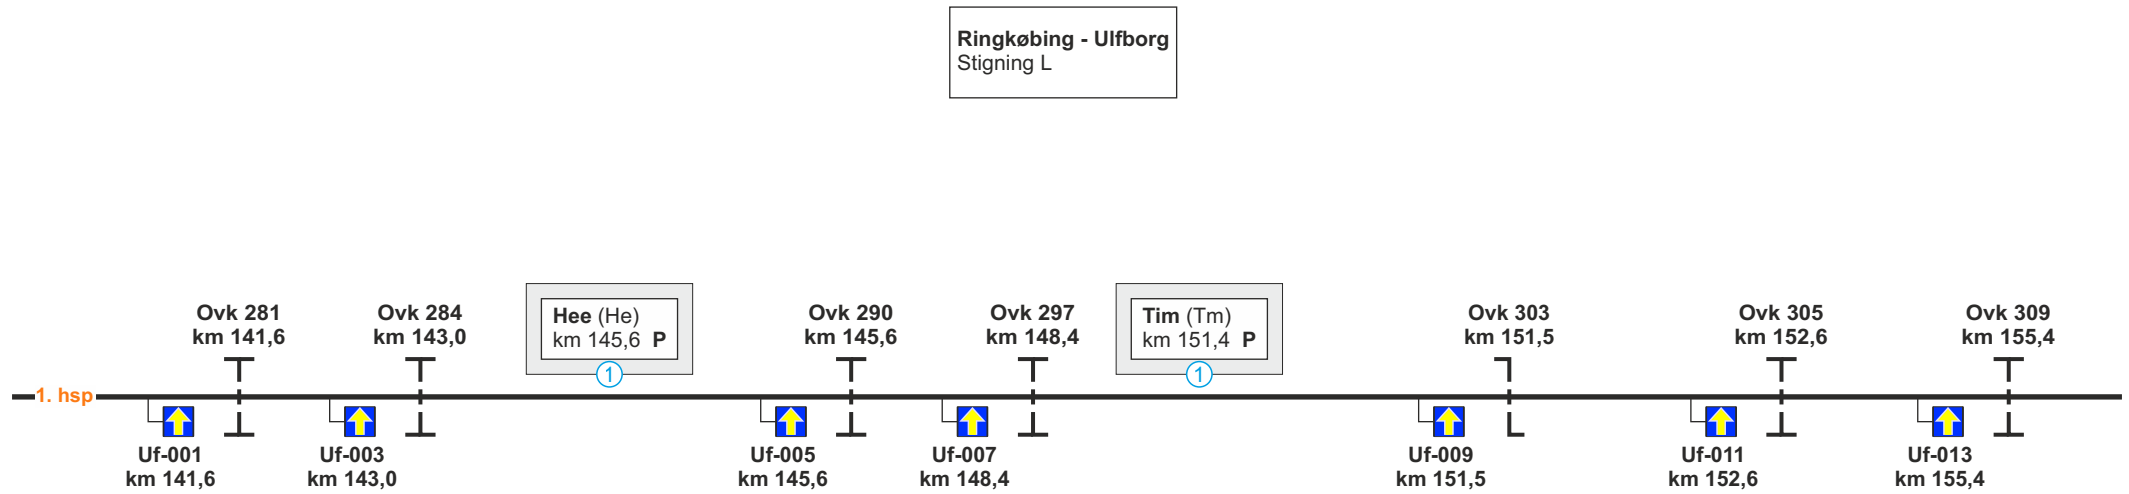 Ringkøbing - Ulfborg
Stigning L
Ovk 281
km 141,6
Ovk 284
km 143,0
Hee (He)
km 145,6 P
1
Ovk 290
km 145,6
Ovk 297
km 148,4
Tim (Tm)
km 151,4 P
1
Ovk 303
km 151,5
Ovk 305
km 152,6
Ovk 309
km 155,4
1. hsp
Uf-001
km 141,6
Uf-003
km 143,0
Uf-005
km 145,6
Uf-007
km 148,4
Uf-009
km 151,5
Uf-011
km 152,6
Uf-013
km 155,4